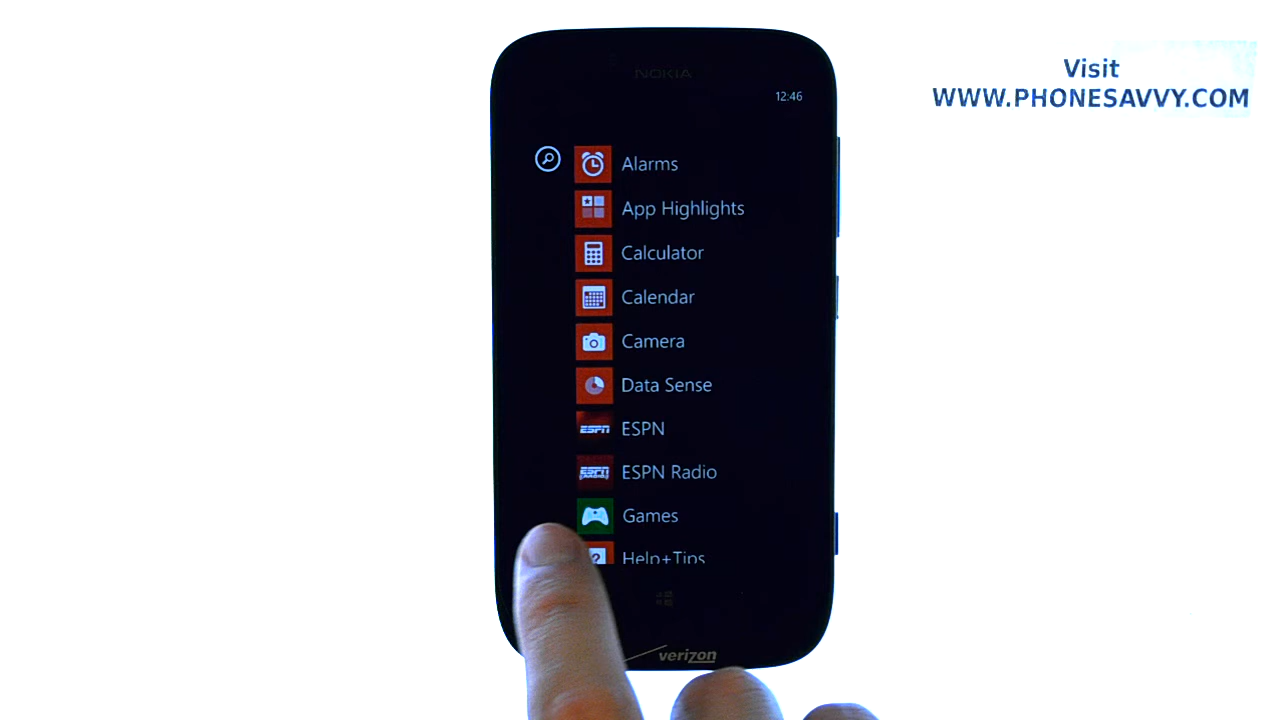 Visit
WWW.PHONESAVVY.COM
NOKIA
12:46
Alarms
App Highlights
Calculator
Calendar
Camera
Data Sense
ESPN
ESPN
ESPN Radio
Games
?
Help+Tips
verizon